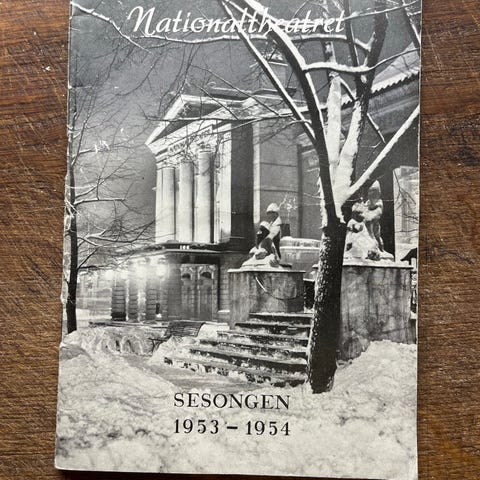 Nationaltheatret
SESONGEN
1953 – 1954